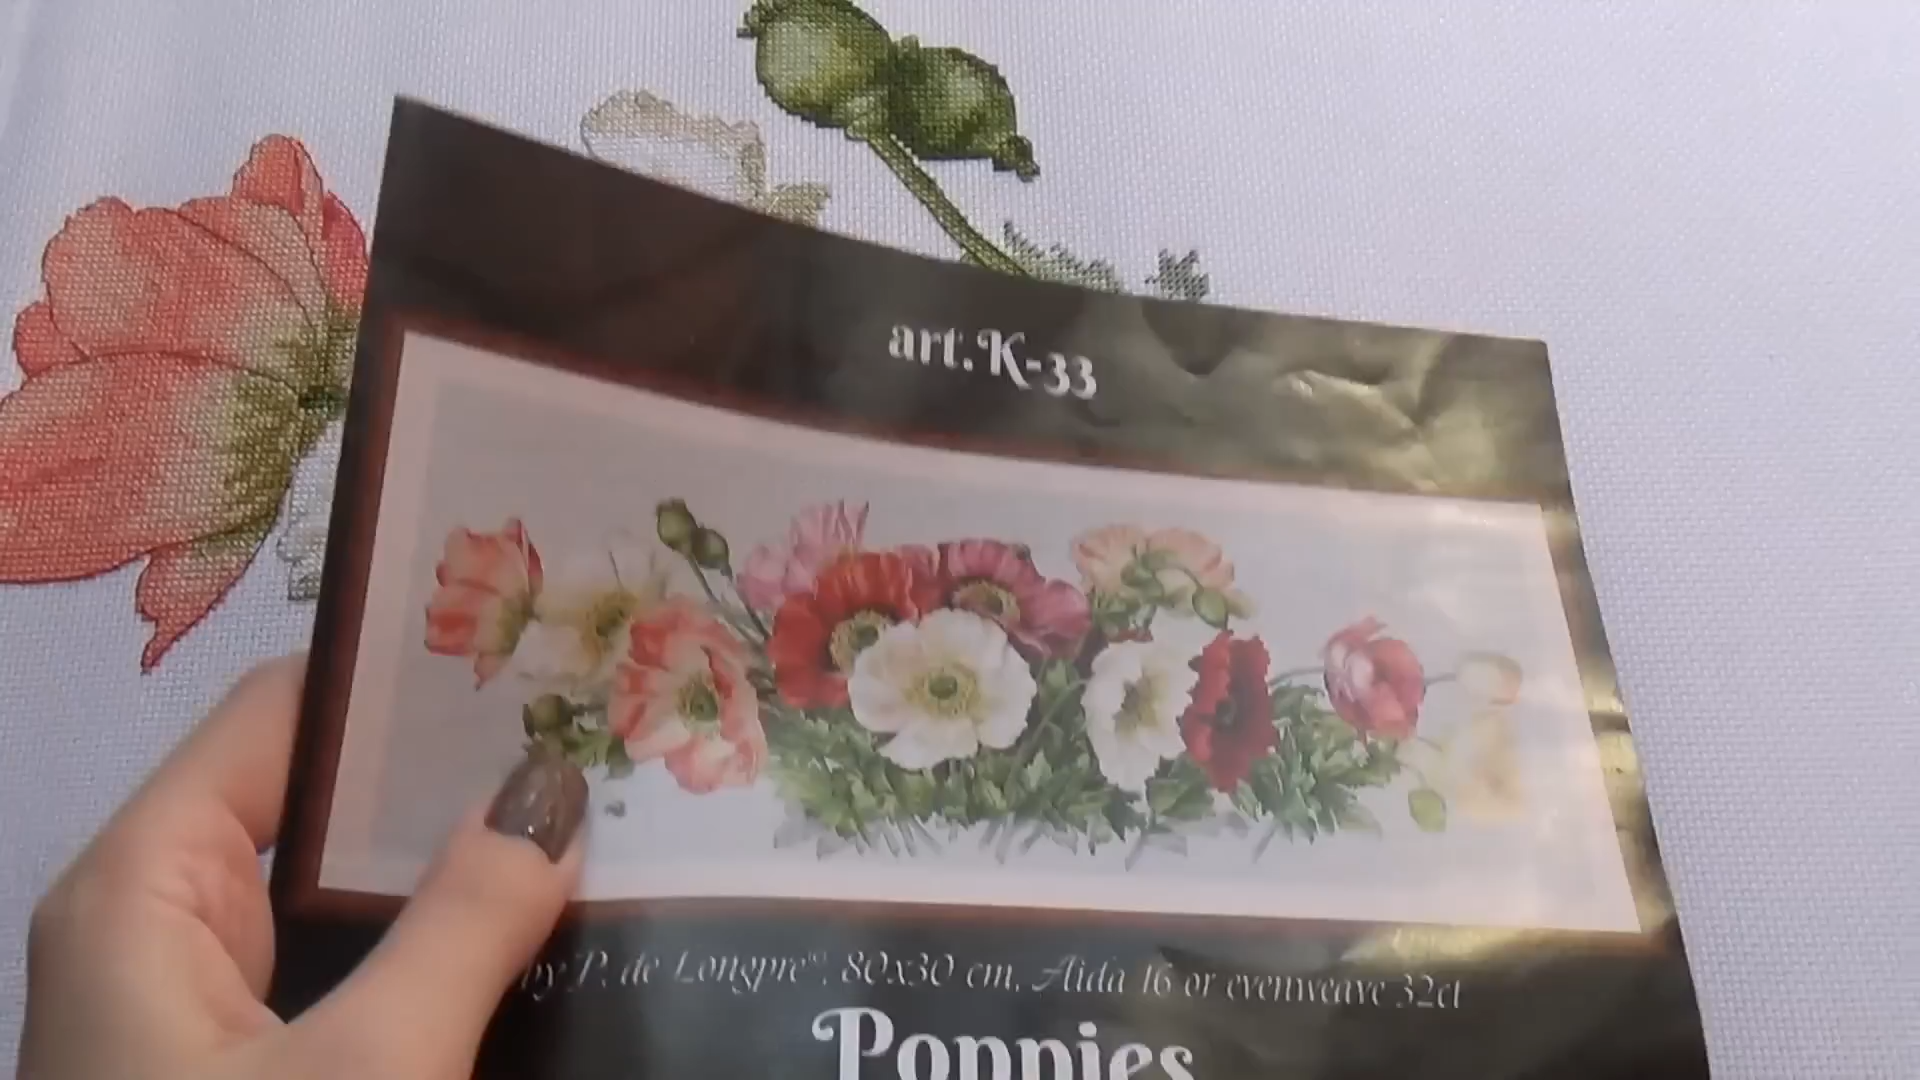 art.K-33
by P. de Longpre, 80x30 cm, Aida 16 or evenweave 32ct
Poppies